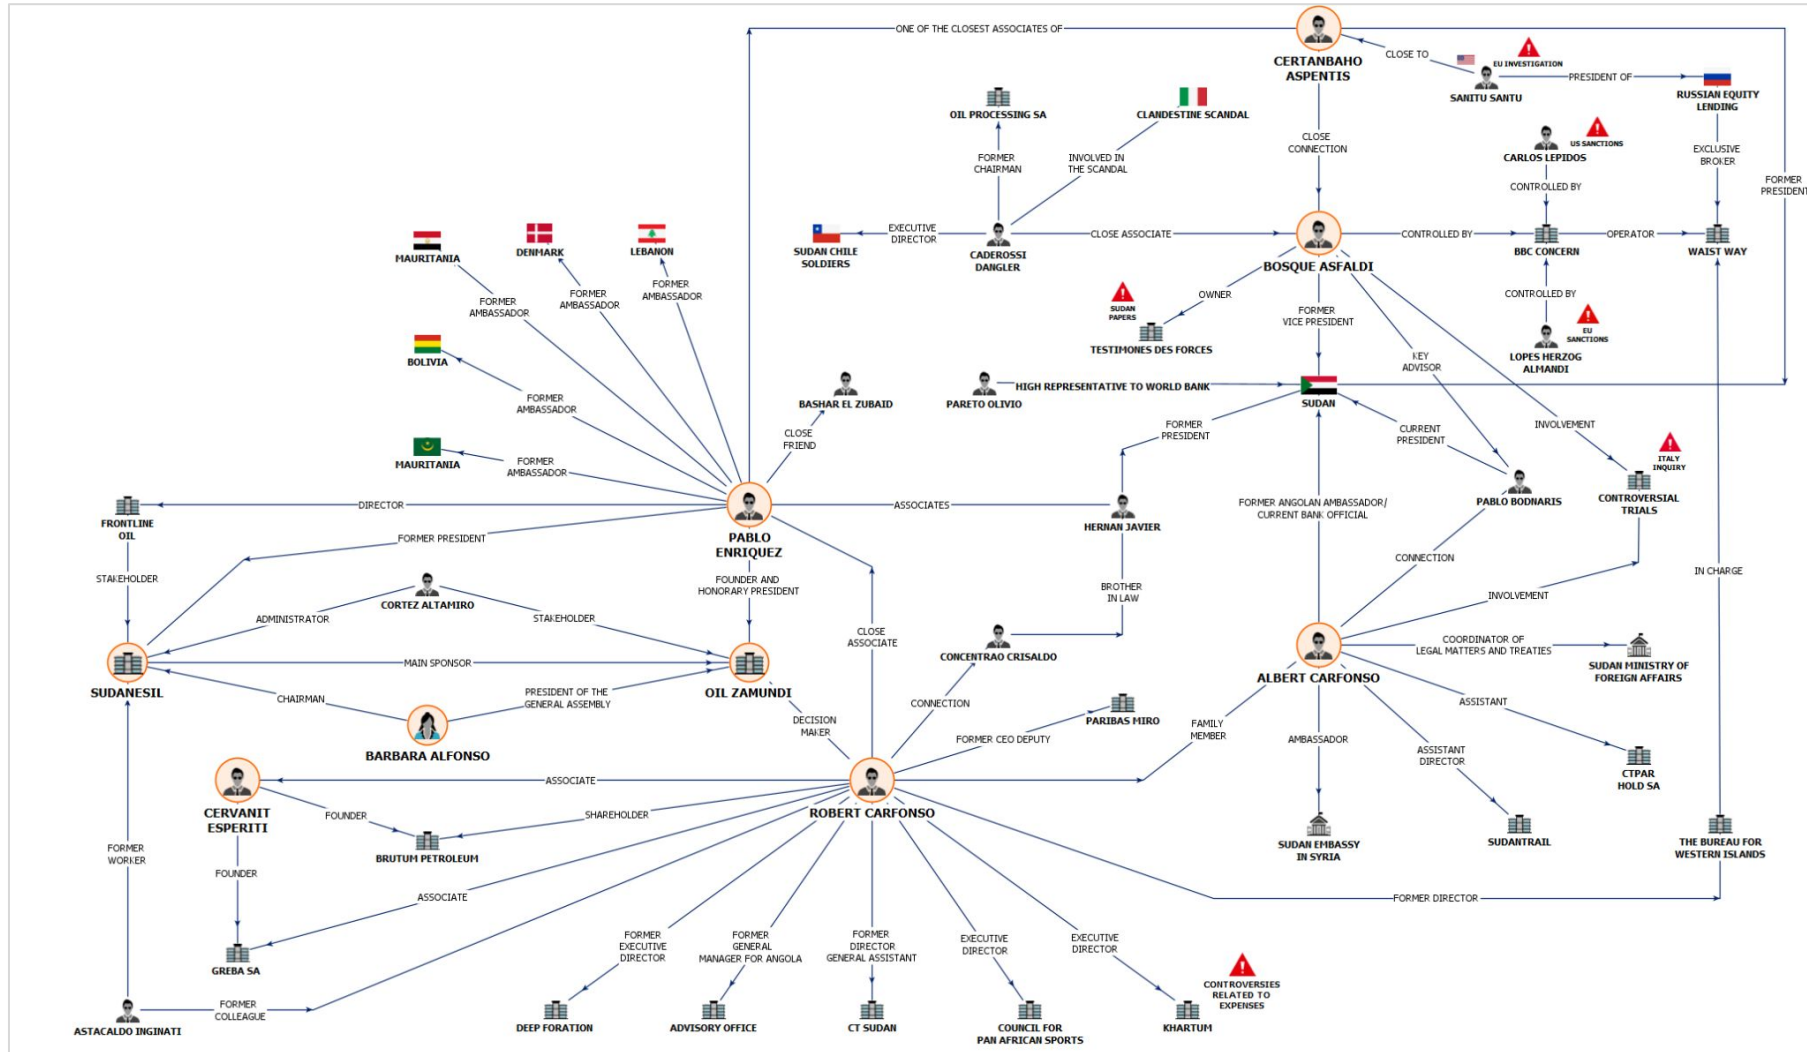 ONE OF THE CLOSEST ASSOCIATES OF
CERTANBAHO
ASPENTIS
CLOSE TO
EU INVESTIGATION
SANITU SANTU
PRESIDENT OF
RUSSIAN EQUITY
LENDING
OIL PROCESSING SA
CLANDESTINE SCANDAL
FORMER
CHAIRMAN
INVOLVED IN
THE SCANDAL
CLOSE
CONNECTION
US SANCTIONS
CARLOS LEPIDOS
CONTROLLED BY
EXCLUSIVE
BROKER
FORMER
PRESIDENT
MAURITANIA
DENMARK
LEBANON
SUDAN CHILE
SOLDIERS
EXECUTIVE
DIRECTOR
CADEROSSI
DANGLER
CLOSE ASSOCIATE
BOSQUE ASFALDI
CONTROLLED BY
BBC CONCERN
OPERATOR
WAIST WAY
FORMER
AMBASSADOR
FORMER
AMBASSADOR
FORMER
AMBASSADOR
SUDAN
PAPERS
OWNER
TESTIMONES DES FORCES
FORMER
VICE PRESIDENT
CONTROLLED BY
EU
SANCTIONS
LOPES HERZOG
ALMANDI
KEY
ADVISOR
BOLIVIA
FORMER
AMBASSADOR
BASHAR EL ZUBAID
CLOSE
FRIEND
PARETO OLIVIO
HIGH REPRESENTATIVE TO WORLD BANK
SUDAN
FORMER
PRESIDENT
CURRENT
PRESIDENT
INVOLVEMENT
MAURITANIA
FORMER
AMBASSADOR
ITALY
INQUIRY
FRONTLINE
OIL
DIRECTOR
PABLO
ENRIQUEZ
ASSOCIATES
HERNAN JAVIER
FORMER ANGOLAN AMBASSADOR/
CURRENT BANK OFFICIAL
PABLO BODNARIS
CONTROVERSIAL
TRIALS
FORMER PRESIDENT
STAKEHOLDER
CORTEZ ALTAMIRO
FOUNDER AND
HONORARY PRESIDENT
CONNECTION
BROTHER
IN LAW
INVOLVEMENT
IN CHARGE
ADMINISTRATOR
STAKEHOLDER
CLOSE
ASSOCIATE
CONCENTRAO CRISALDO
SUDANESIL
MAIN SPONSOR
OIL ZAMUNDI
ALBERT CARFONSO
COORDINATOR OF
LEGAL MATTERS AND TREATIES
SUDAN MINISTRY OF
FOREIGN AFFAIRS
CHAIRMAN
PRESIDENT OF THE
GENERAL ASSEMBLY
BARBARA ALFONSO
DECISION
MAKER
CONNECTION
FORMER CEO DEPUTY
PARIBAS MIRO
FAMILY
MEMBER
AMBASSADOR
ASSISTANT
ASSISTANT
DIRECTOR
CTPAR
HOLD SA
CERVANIT
ESPERITI
ASSOCIATE
ROBERT CARFONSO
FOUNDER
SHAREHOLDER
BRUTUM PETROLEUM
SUDAN EMBASSY
IN SYRIA
SUDANTRAIL
THE BUREAU FOR
WESTERN ISLANDS
FORMER
WORKER
FOUNDER
ASSOCIATE
FORMER DIRECTOR
GREBA SA
FORMER
EXECUTIVE
DIRECTOR
FORMER
GENERAL
MANAGER FOR ANGOLA
FORMER
DIRECTOR
GENERAL ASSISTANT
EXECUTIVE
DIRECTOR
EXECUTIVE
DIRECTOR
CONTROVERSIES
RELATED TO
EXPENSES
ASTACALDO INGINATI
FORMER
COLLEAGUE
DEEP FORATION
ADVISORY OFFICE
CT SUDAN
COUNCIL FOR
PAN AFRICAN SPORTS
KHARTUM